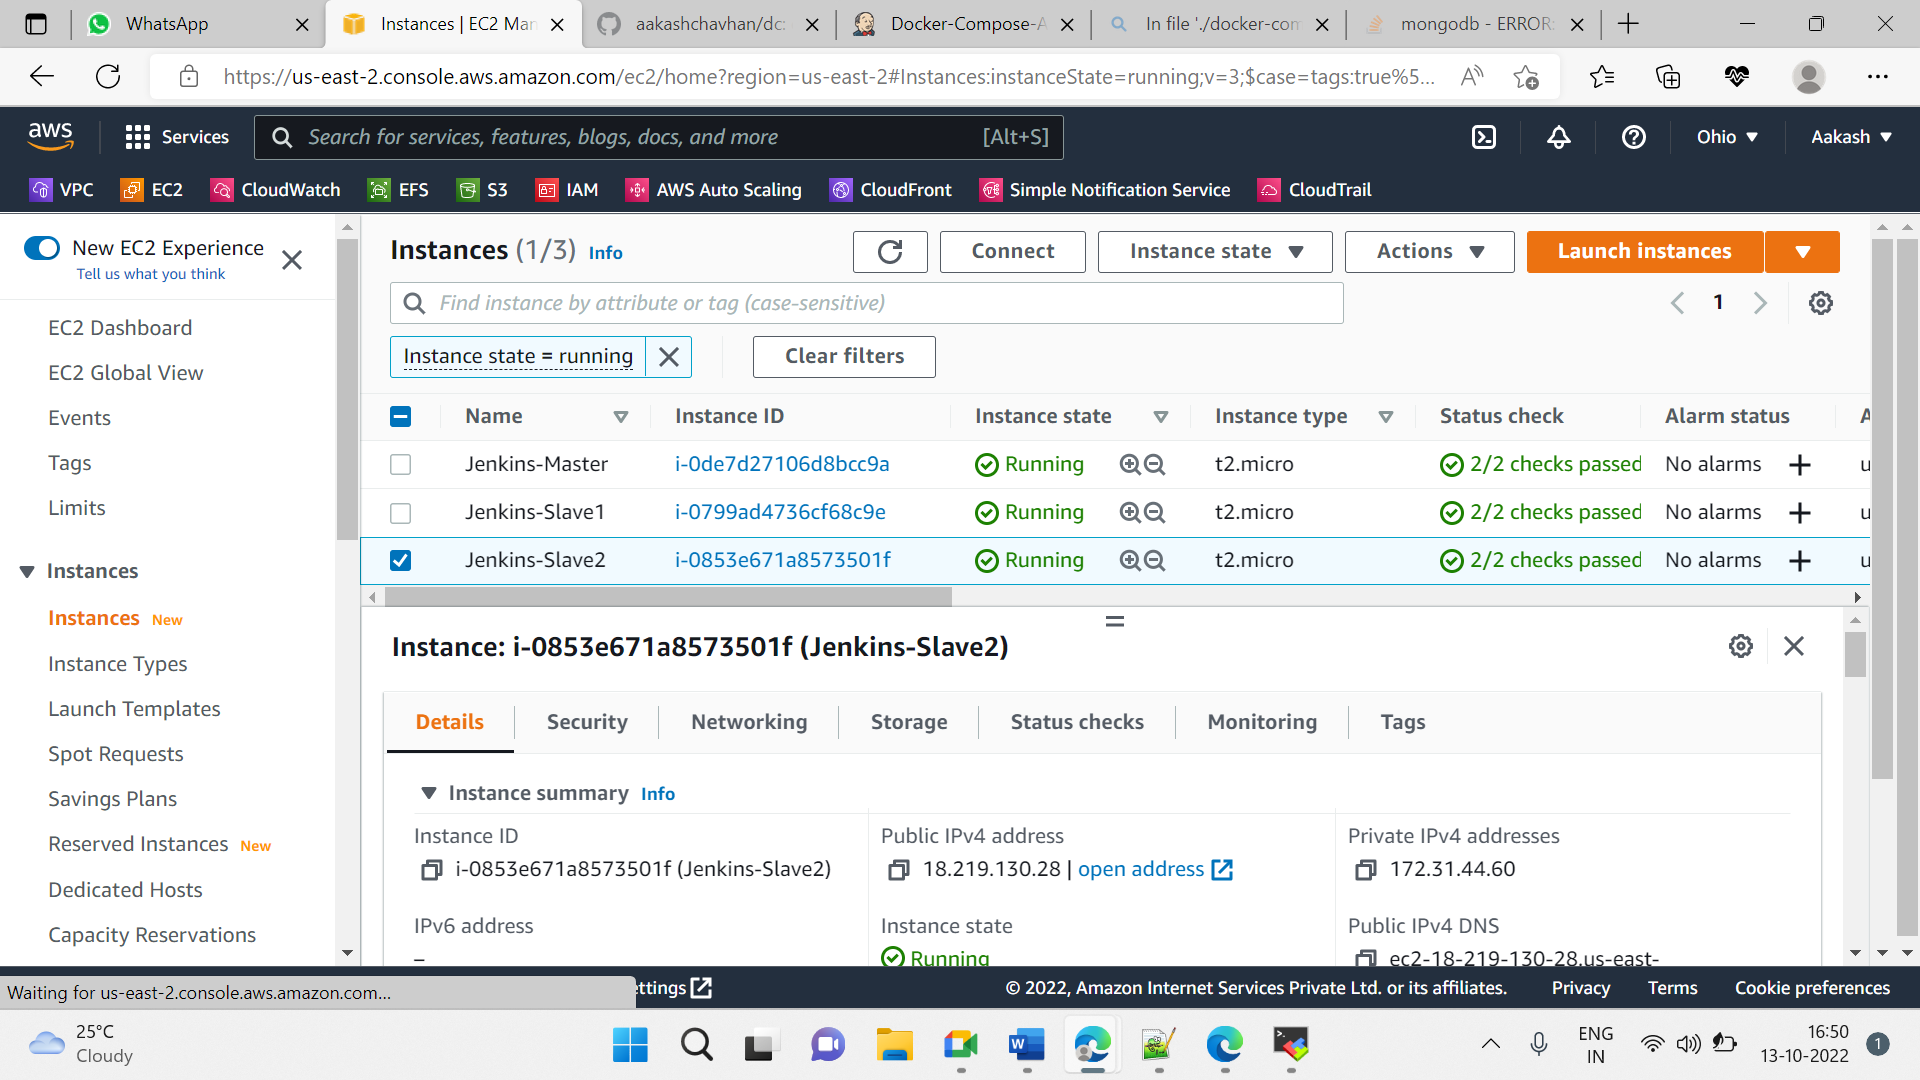 WhatsApp
Instances | EC2 Man
aakashchavhan/dc:
Docker-Compose-A
In file './docker-com
mongodb - ERROR:
https://us-east-2.console.aws.amazon.com/ec2/home?region=us-east-2#Instances:instanceState=running;v=3;$case=tags:true%5...
aws
Services
Search for services, features, blogs, docs, and more
[Alt+S]
Ohio
Aakash
VPC
EC2
CloudWatch
EFS
S3
IAM
AWS Auto Scaling
CloudFront
Simple Notification Service
CloudTrail
New EC2 Experience
Tell us what you think
EC2 Dashboard
EC2 Global View
Events
Tags
Limits
Instances
Instances New
Instance Types
Launch Templates
Spot Requests
Savings Plans
Reserved Instances New
Dedicated Hosts
Capacity Reservations
Instances (1/3) Info
Connect
Instance state
Actions
Launch instances
Find instance by attribute or tag (case-sensitive)
1
Instance state = running
Clear filters
Name Instance ID Instance state Instance type Status check Alarm status A
Jenkins-Master i-0de7d27106d8bcc9a Running t2.micro 2/2 checks passed No alarms + u
Jenkins-Slave1 i-0799ad4736cf68c9e Running t2.micro 2/2 checks passed No alarms + u
Jenkins-Slave2 i-0853e671a8573501f Running t2.micro 2/2 checks passed No alarms + u
Instance: i-0853e671a8573501f (Jenkins-Slave2)
Details Security Networking Storage Status checks Monitoring Tags
Instance summary Info
Instance ID
i-0853e671a8573501f (Jenkins-Slave2)
Public IPv4 address
18.219.130.28 | open address
Private IPv4 addresses
172.31.44.60
IPv6 address
–
Instance state
Running
Public IPv4 DNS
ec2-18-219-130-28.us-east-
Waiting for us-east-2.console.aws.amazon.com...
ettings
© 2022, Amazon Internet Services Private Ltd. or its affiliates.
Privacy
Terms
Cookie preferences
25°C
Cloudy
ENG
IN
16:50
13-10-2022
1